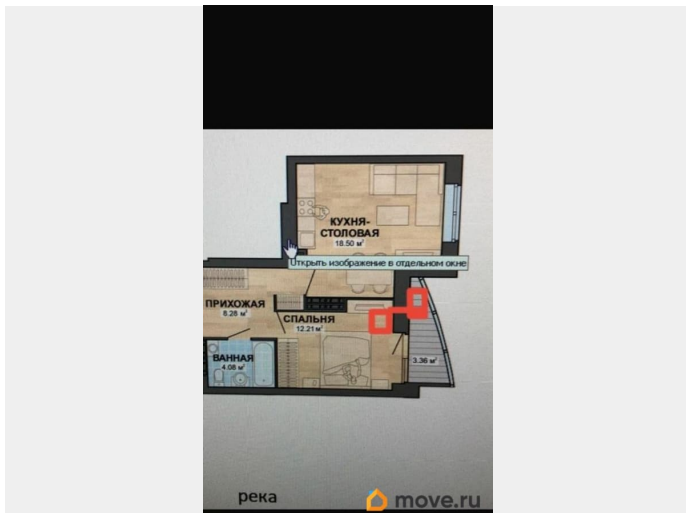 КУХНЯ-
СТОЛОВАЯ
18.50 м²
Открыть изображение в отдельном окне
ПРИХОЖАЯ
8.28 м²
СПАЛЬНЯ
12.21 м²
ВАННАЯ
4.08 м²
3.36 м²
река
move.ru